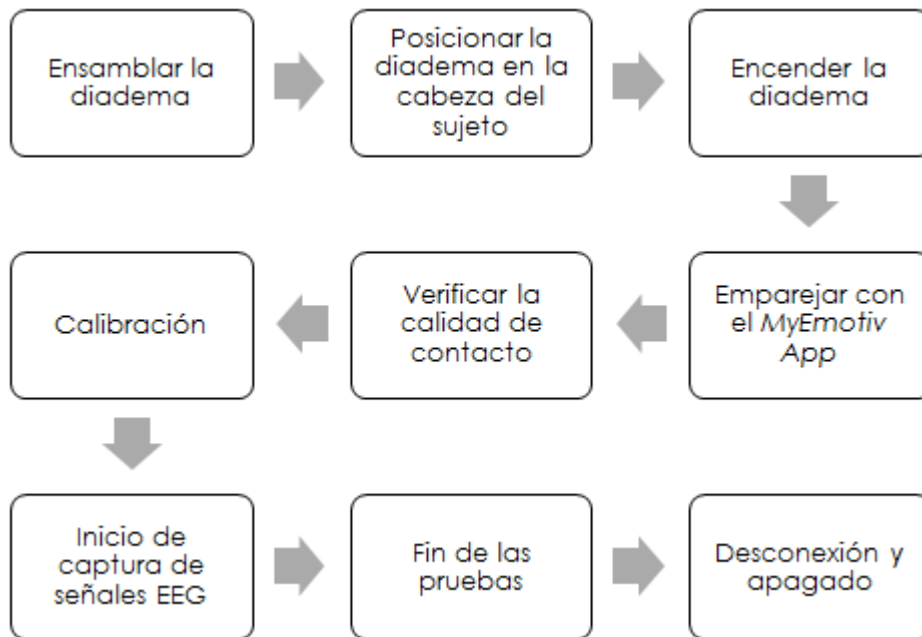 Ensamblar la
diadema
Posicionar la
diadema en la
cabeza del
sujeto
Encender la
diadema
Emparejar con
el MyEmotiv
App
Verificar la
calidad de
contacto
Calibración
Inicio de
captura de
señales EEG
Fin de las
pruebas
Desconexión y
apagado